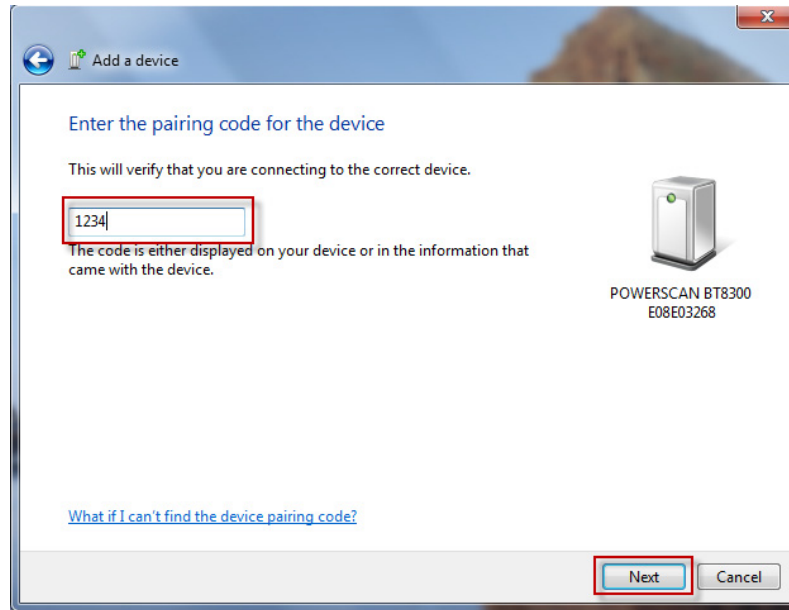 Add a device
Enter the pairing code for the device
This will verify that you are connecting to the correct device.
1234
The code is either displayed on your device or in the information that
came with the device.
POWERSCAN BT8300
E08E03268
What if I can't find the device pairing code?
Next
Cancel